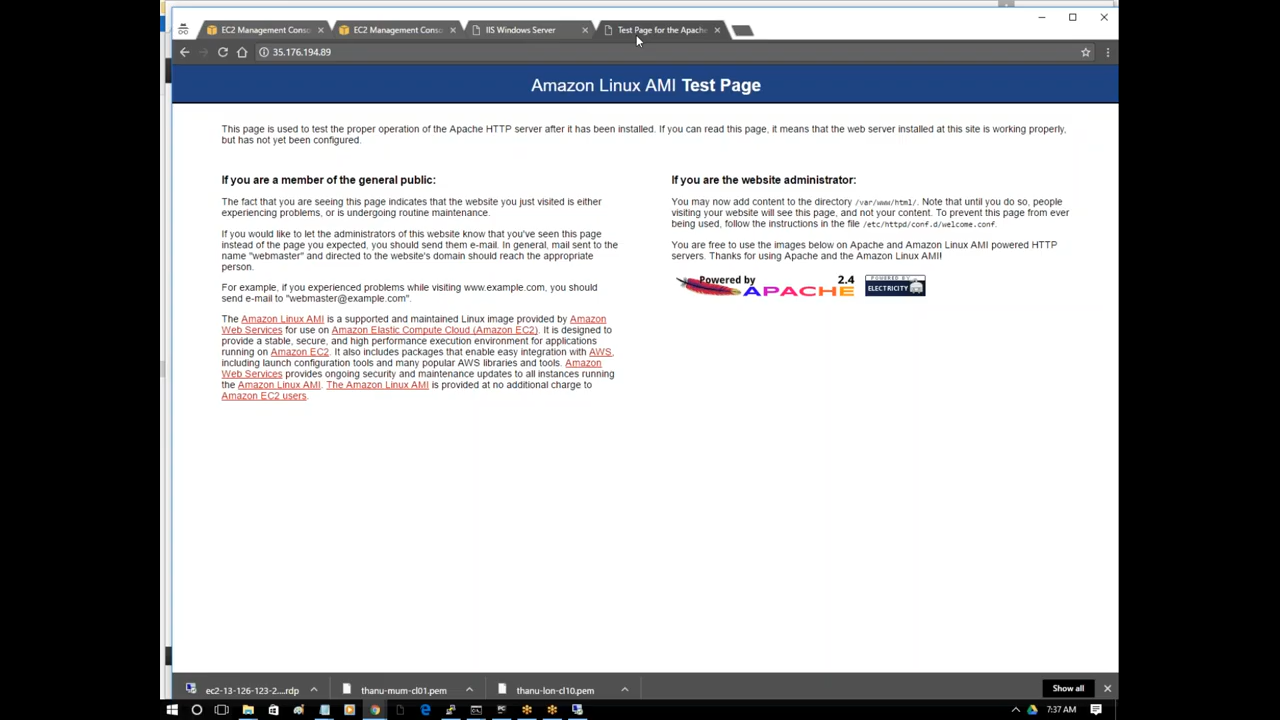 EC2 Management Conso
EC2 Management Conso
IIS Windows Server
Test Page for the Apache
35.176.194.89
Amazon Linux AMI Test Page
This page is used to test the proper operation of the Apache HTTP server after it has been installed. If you can read this page, it means that the web server installed at this site is working properly,
but has not yet been configured.
If you are a member of the general public:
The fact that you are seeing this page indicates that the website you just visited is either
experiencing problems, or is undergoing routine maintenance.
If you would like to let the administrators of this website know that you've seen this page
instead of the page you expected, you should send them e-mail. In general, mail sent to the
name "webmaster" and directed to the website's domain should reach the appropriate
person.
For example, if you experienced problems while visiting www.example.com, you should
send e-mail to "webmaster@example.com".
The Amazon Linux AMI is a supported and maintained Linux image provided by Amazon
Web Services for use on Amazon Elastic Compute Cloud (Amazon EC2). It is designed to
provide a stable, secure, and high performance execution environment for applications
running on Amazon EC2. It also includes packages that enable easy integration with AWS,
including launch configuration tools and many popular AWS libraries and tools. Amazon
Web Services provides ongoing security and maintenance updates to all instances running
the Amazon Linux AMI. The Amazon Linux AMI is provided at no additional charge to
Amazon EC2 users.
If you are the website administrator:
You may now add content to the directory /var/www/html/. Note that until you do so, people
visiting your website will see this page, and not your content. To prevent this page from ever
being used, follow the instructions in the file /etc/httpd/conf.d/welcome.conf.
You are free to use the images below on Apache and Amazon Linux AMI powered HTTP
servers. Thanks for using Apache and the Amazon Linux AMI!
Powered by 2.4
APACHE
POWERED BY
ELECTRICITY
ec2-13-126-123-2....rdp
thanu-mum-cl01.pem
thanu-lon-cl10.pem
Show all
7:37 AM